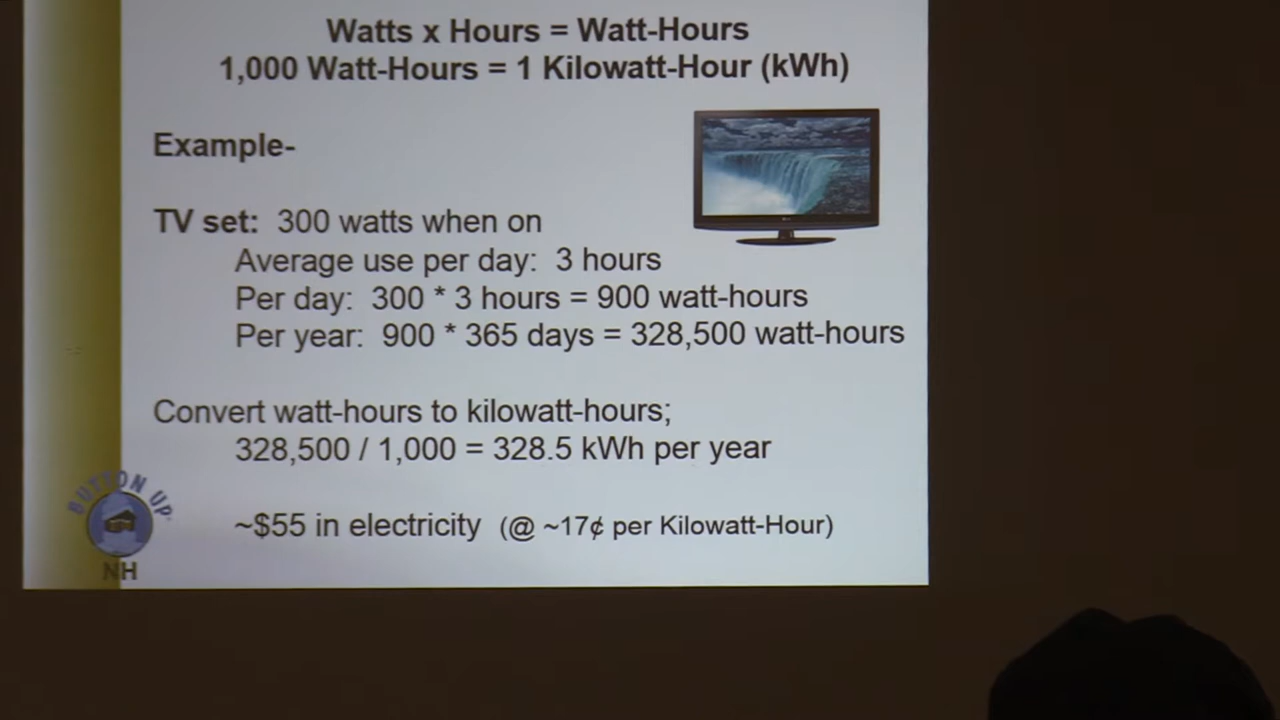 Watts x Hours = Watt-Hours
1,000 Watt-Hours = 1 Kilowatt-Hour (kWh)
Example-
TV set: 300 watts when on
Average use per day: 3 hours
Per day: 300 * 3 hours = 900 watt-hours
Per year: 900 * 365 days = 328,500 watt-hours
Convert watt-hours to kilowatt-hours;
328,500 / 1,000 = 328.5 kWh per year
~$55 in electricity (@ ~17¢ per Kilowatt-Hour)
BUTTON UP
NH